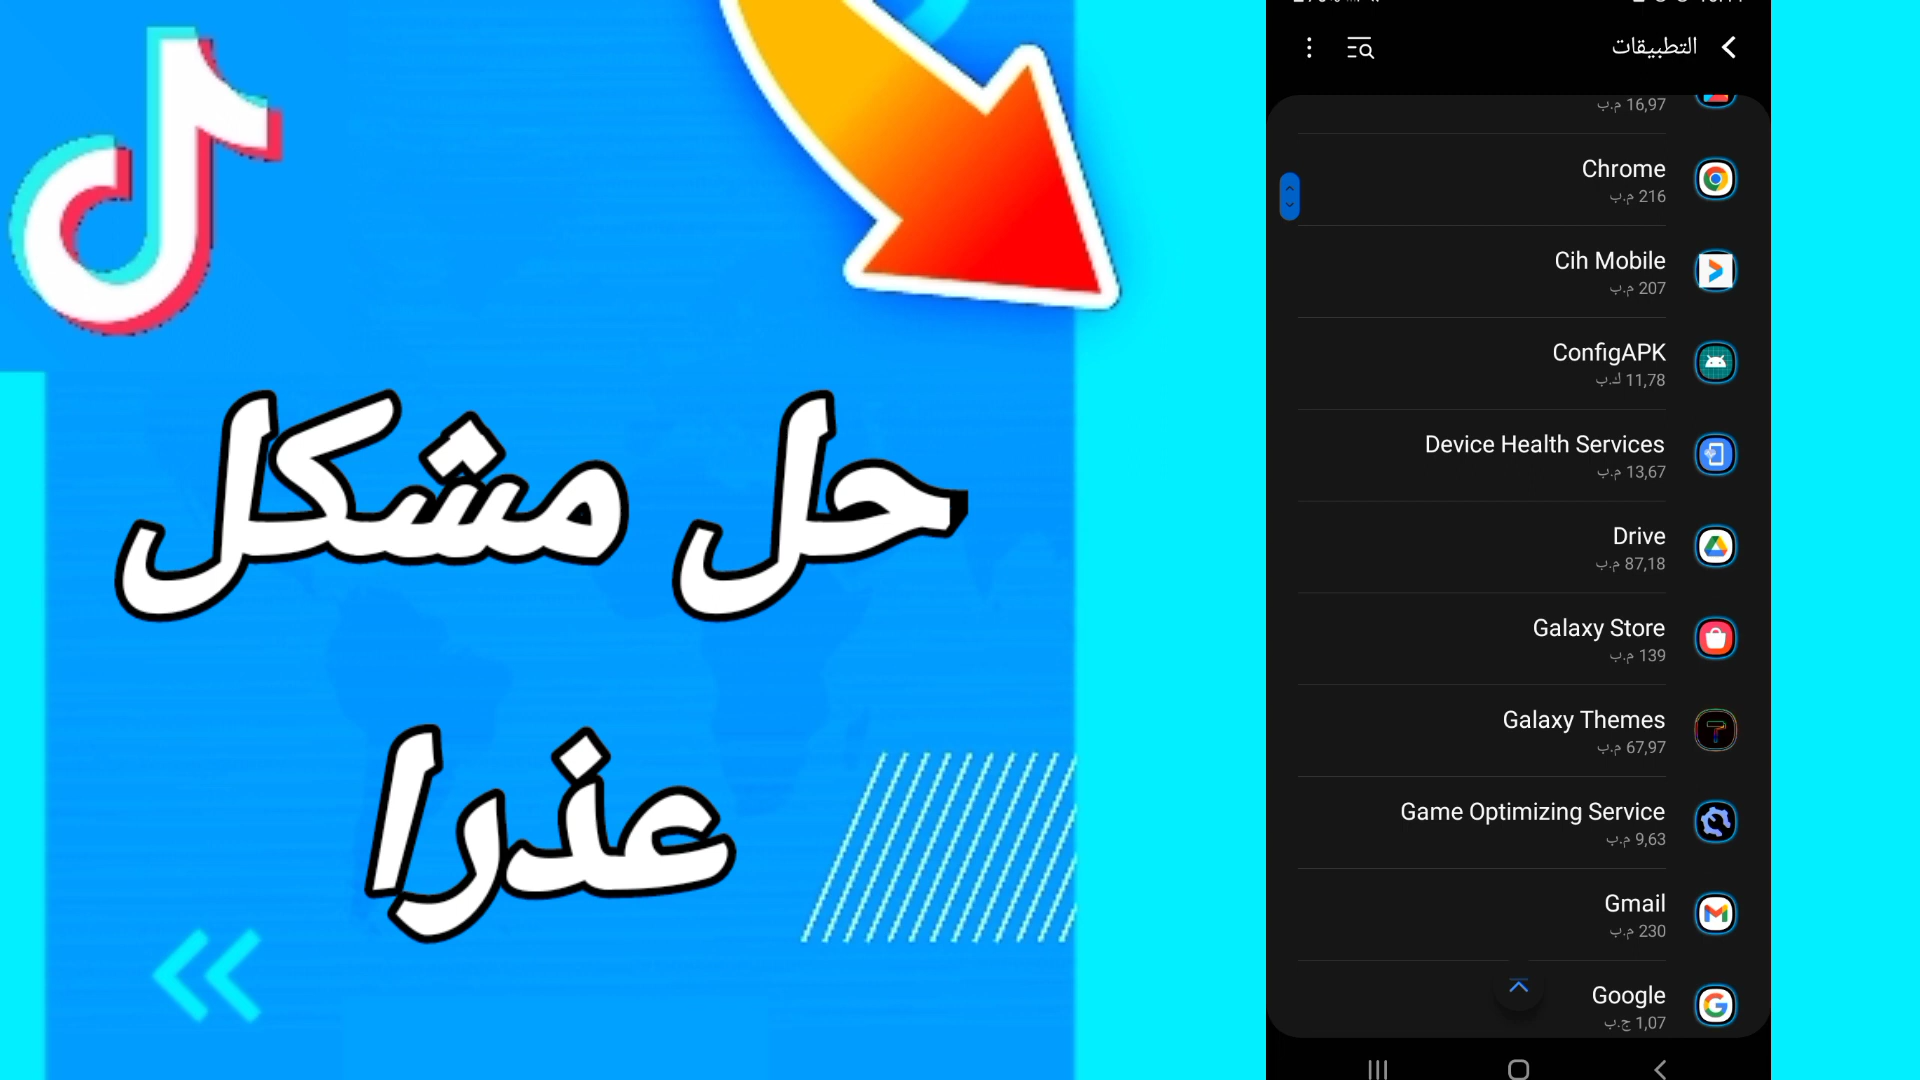 حل مشكل
عذرا
التطبيقات
16,97 م.ب
Chrome
216 م.ب
Cih Mobile
207 م.ب
ConfigAPK
11,78 ك.ب
Device Health Services
13,67 م.ب
Drive
87,18 م.ب
Galaxy Store
139 م.ب
Galaxy Themes
67,97 م.ب
Game Optimizing Service
9,63 م.ب
Gmail
230 م.ب
Google
1,07 ج.ب